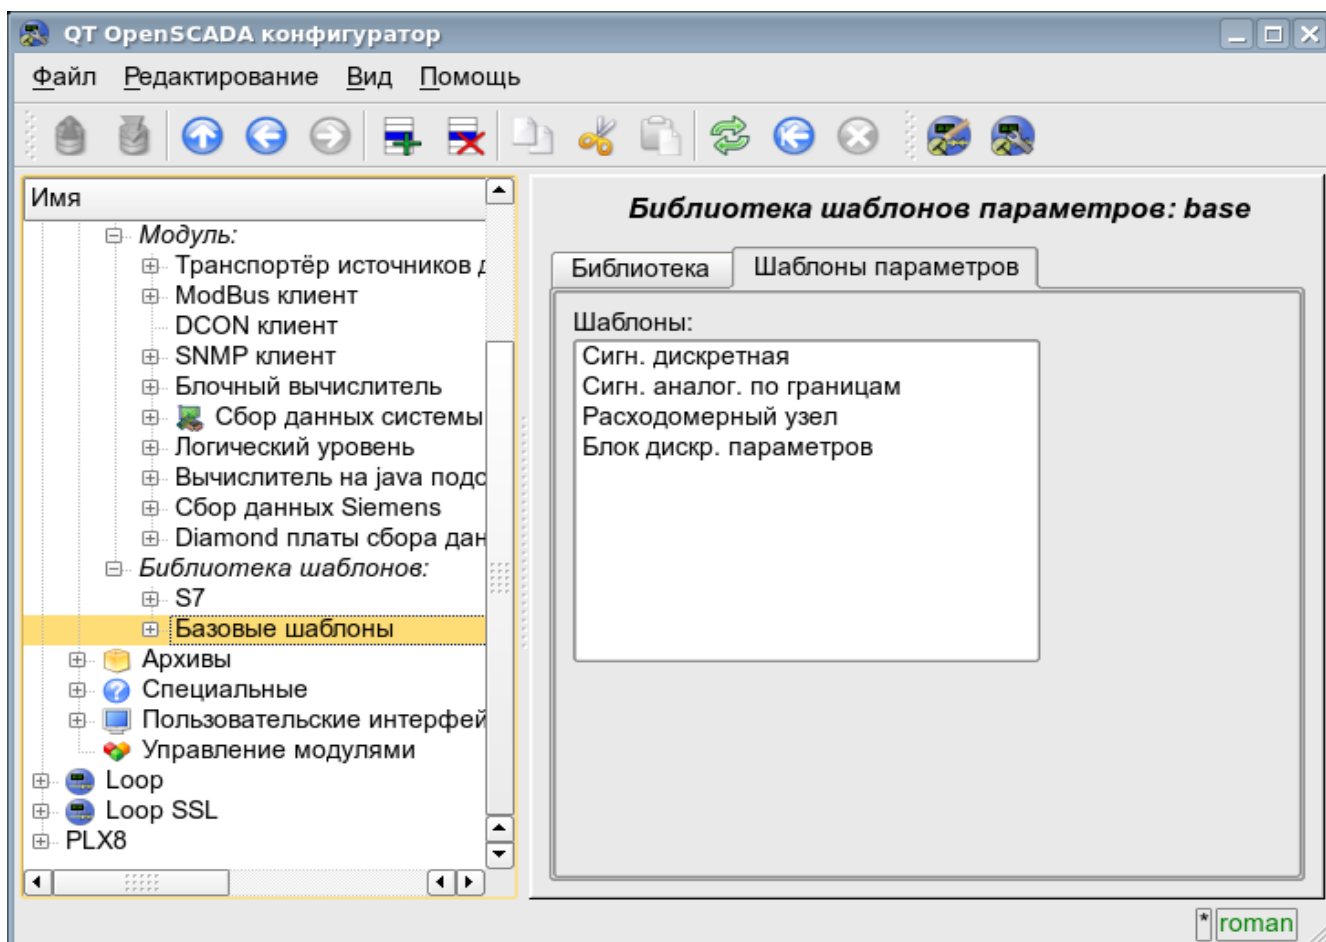 QT OpenSCADA конфигуратор
Файл Редактирование Вид Помощь
Имя
Модуль:
Транспортёр источников д
ModBus клиент
DCON клиент
SNMP клиент
Блочный вычислитель
Сбор данных системы
Логический уровень
Вычислитель на java подо
Сбор данных Siemens
Diamond платы сбора дан
Библиотека шаблонов:
S7
Базовые шаблоны
Архивы
Специальные
Пользовательские интерфей
Управление модулями
Loop
Loop SSL
PLX8
Библиотека шаблонов параметров: base
Библиотека Шаблоны параметров
Шаблоны:
Сигн. дискретная
Сигн. аналог. по границам
Расходомерный узел
Блок дискр. параметров
* roman